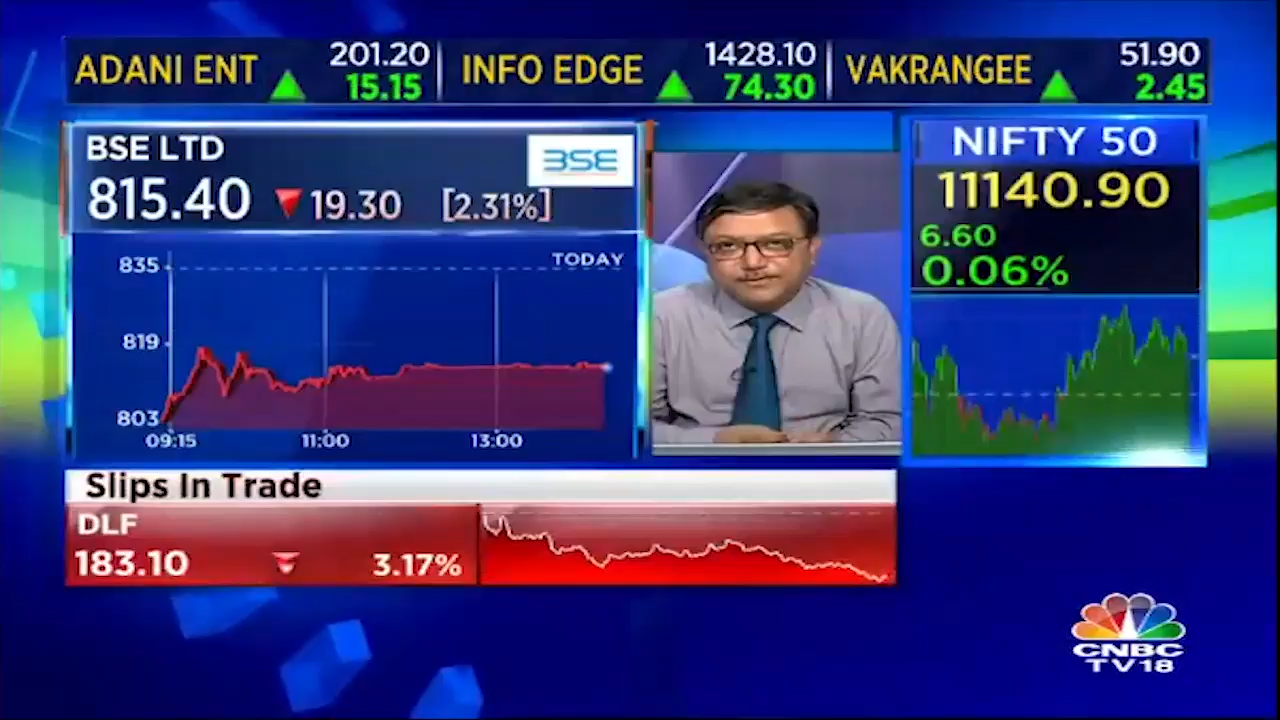 ADANI ENT 201.20 15.15
INFO EDGE 1428.10 74.30
VAKRANGEE 51.90 2.45
BSE LTD
815.40 19.30 [2.31%]
BSE
TODAY
835
819
803
09:15 11:00 13:00
NIFTY 50
11140.90
6.60
0.06%
Slips In Trade
DLF
183.10 3.17%
CNBC
TV18